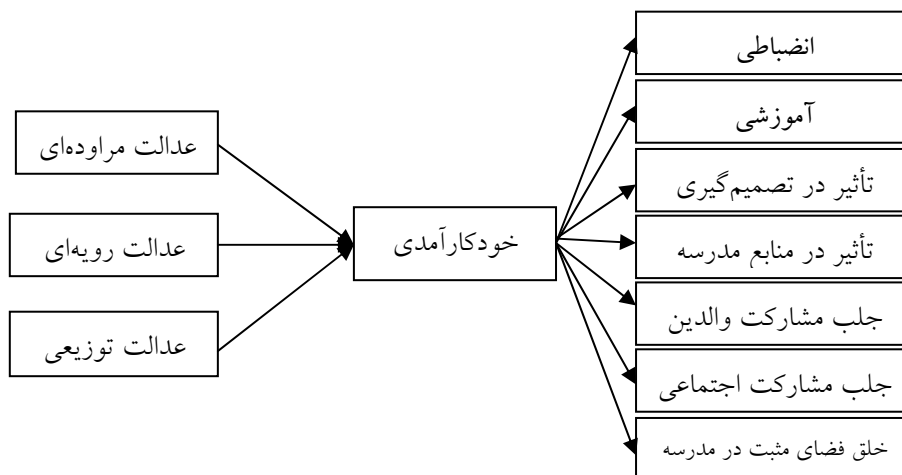 انضباطی
آموزشی
تأثیر در تصمیم‌گیری
تأثیر در منابع مدرسه
جلب مشارکت والدین
جلب مشارکت اجتماعی
خلق فضای مثبت در مدرسه
خودکارآمدی
عدالت مراوده‌ای
عدالت رویه‌ای
عدالت توزیعی